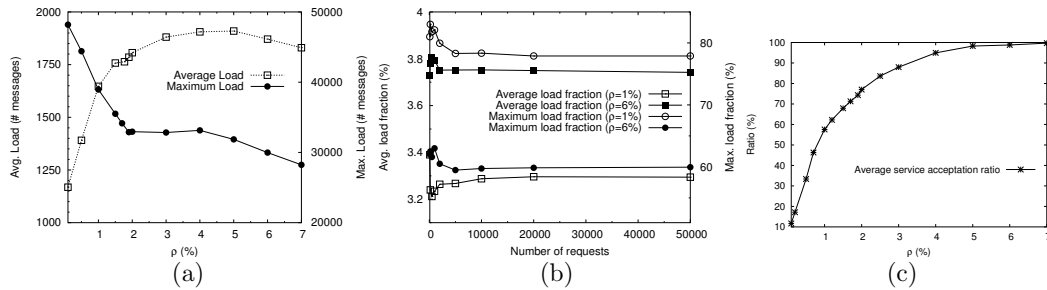 2000
1750
1500
1250
1000
Avg. Load (# messages)
50000
40000
30000
20000
Max. Load (# messages)
Average Load
Maximum Load
0 1 2 3 4 5 6 7
ρ (%)
(a)
4
3.8
3.6
3.4
3.2
Avg. load fraction (%)
80
75
70
65
60
55
Max. load fraction (%)
Average load fraction (ρ=1%)
Average load fraction (ρ=6%)
Maximum load fraction (ρ=1%)
Maximum load fraction (ρ=6%)
0 10000 20000 30000 40000 50000
Number of requests
(b)
100
90
80
70
60
50
40
30
20
10
Ratio (%)
Average service acceptation ratio
1 2 3 4 5 6 7
ρ (%)
(c)